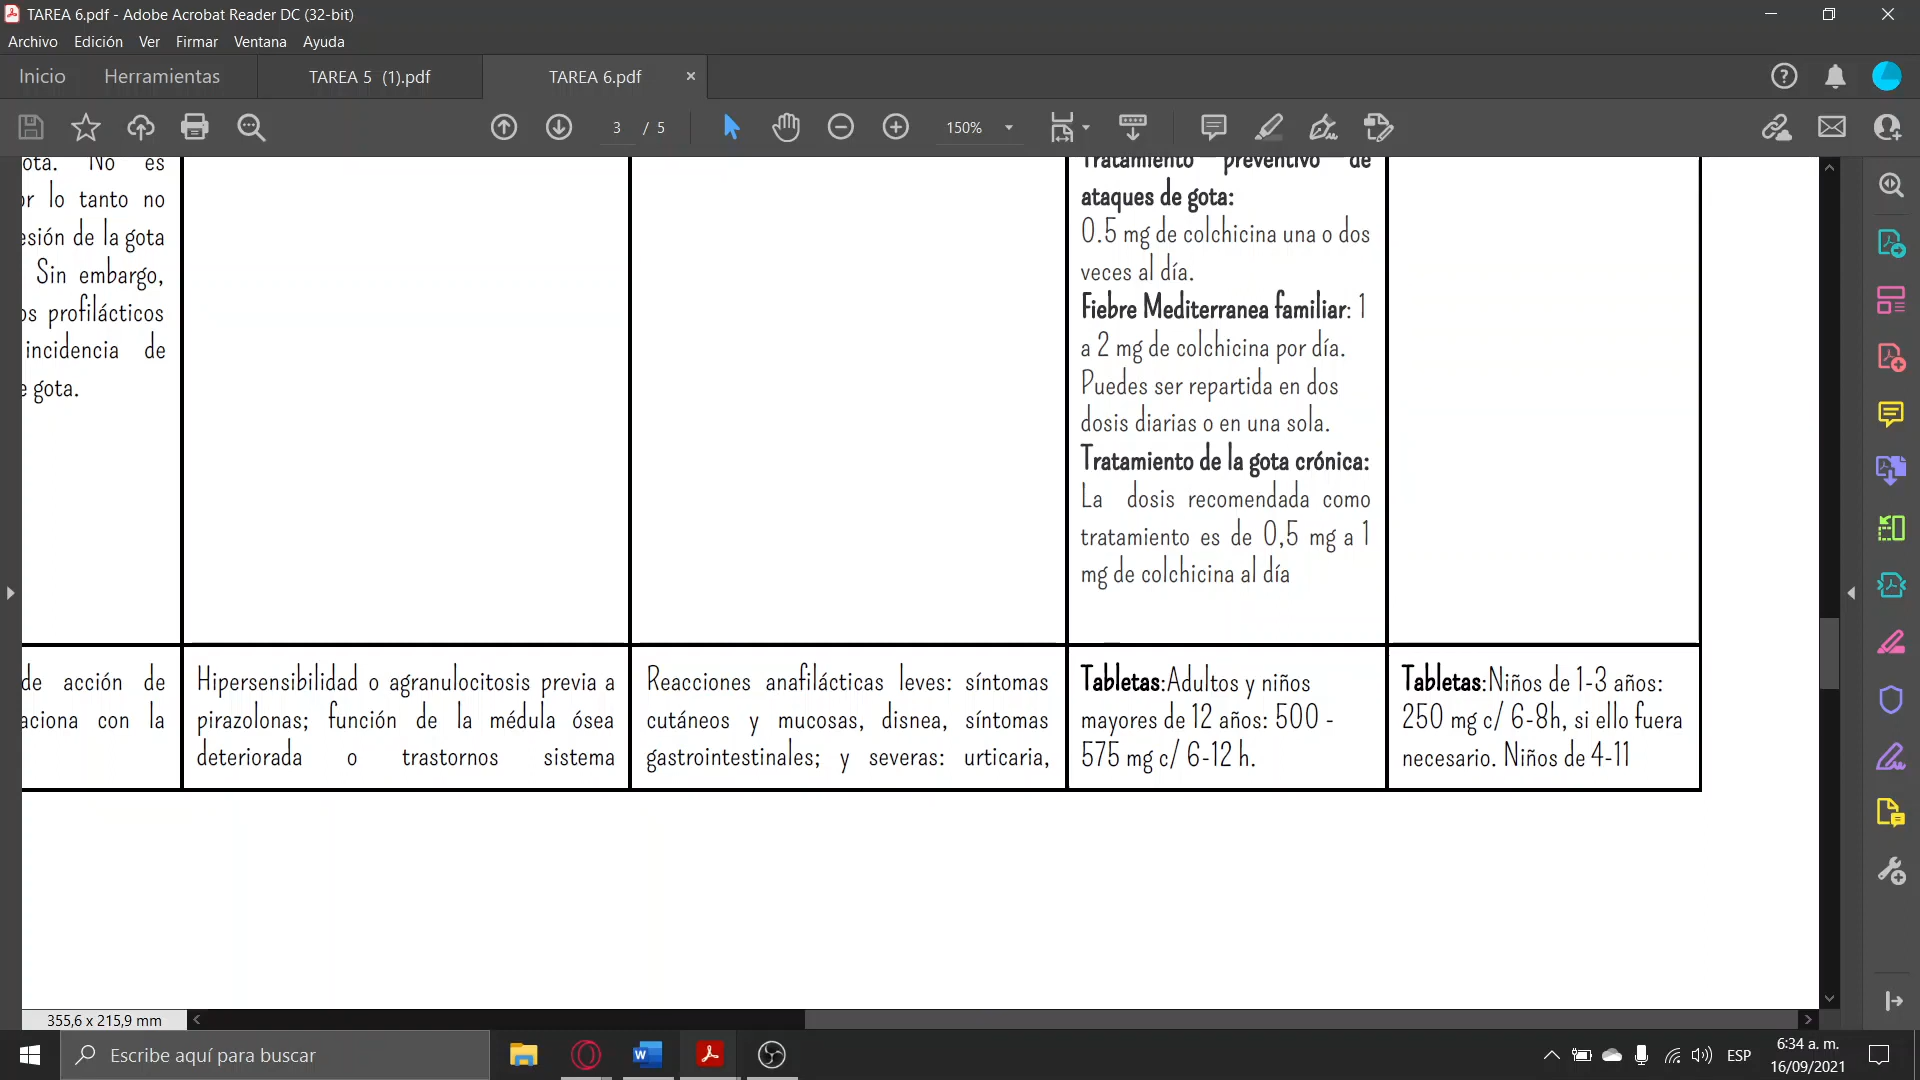 TAREA 6.pdf - Adobe Acrobat Reader DC (32-bit)
Archivo Edición Ver Firmar Ventana Ayuda
Inicio Herramientas TAREA 5 (1).pdf TAREA 6.pdf ×
3 / 5 150%
ota. No es
or lo tanto no
esión de la gota
Sin embargo,
os profilácticos
incidencia de
e gota.
Tratamiento preventivo de
ataques de gota:
0.5 mg de colchicina una o dos
veces al día.
Fiebre Mediterranea familiar: 1
a 2 mg de colchicina por día.
Puedes ser repartida en dos
dosis diarias o en una sola.
Tratamiento de la gota crónica:
La dosis recomendada como
tratamiento es de 0,5 mg a 1
mg de colchicina al día
de acción de
aciona con la
Hipersensibilidad o agranulocitosis previa a
pirazolonas; función de la médula ósea
deteriorada o trastornos sistema
Reacciones anafilácticas leves: síntomas
cutáneos y mucosas, disnea, síntomas
gastrointestinales; y severas: urticaria,
Tabletas:Adultos y niños
mayores de 12 años: 500 -
575 mg c/ 6-12 h.
Tabletas:Niños de 1-3 años:
250 mg c/ 6-8h, si ello fuera
necesario. Niños de 4-11
355,6 x 215,9 mm
Escribe aquí para buscar
ESP
6:34 a. m.
16/09/2021